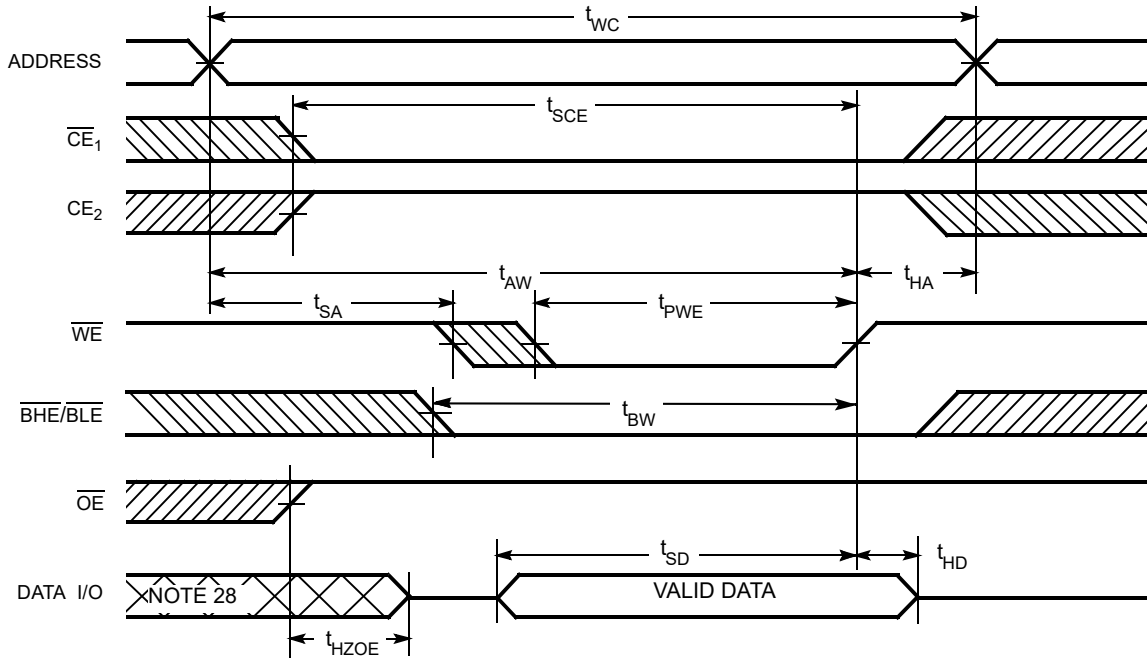 tWC
ADDRESS
tSCE
CE1
CE2
tAW
tHA
tSA
tPWE
WE
BHE/BLE
tBW
OE
tSD
tHD
DATA I/O
NOTE 28
VALID DATA
tHZOE